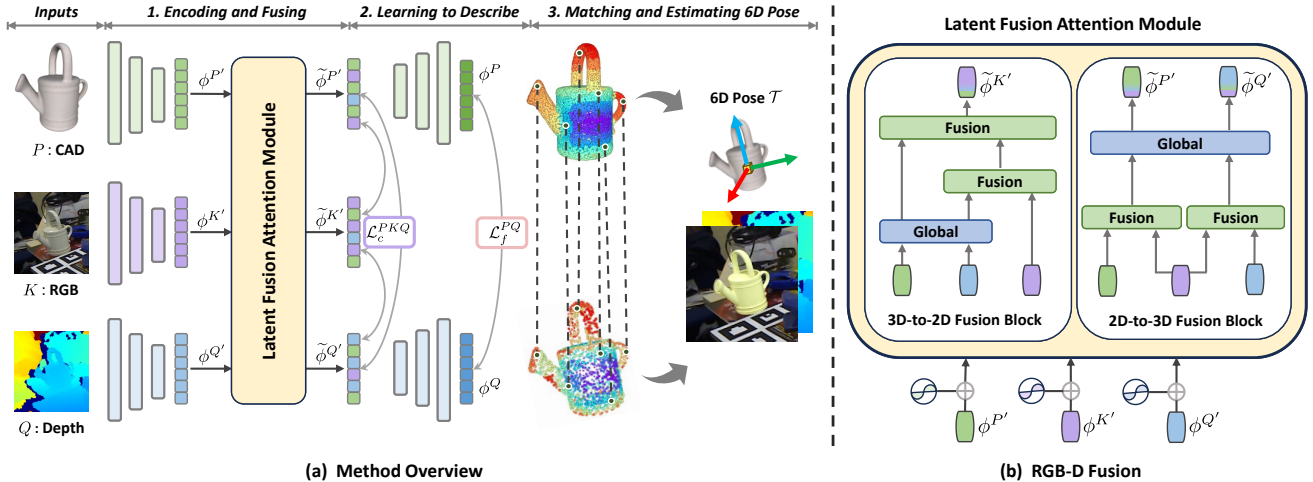 Inputs
1. Encoding and Fusing
2. Learning to Describe
3. Matching and Estimating 6D Pose
P : CAD
K : RGB
Q : Depth
ϕ^{P′}
ϕ^{K′}
ϕ^{Q′}
Latent Fusion Attention Module
ϕ̃^{P′}
ϕ̃^{K′}
ϕ̃^{Q′}
ℒ_c^{PKQ}
ϕ^P
ℒ_f^{PQ}
ϕ^Q
6D Pose 𝒯
(a) Method Overview
Latent Fusion Attention Module
ϕ̃^{K′}
Fusion
Fusion
Global
3D-to-2D Fusion Block
ϕ̃^{P′}
ϕ̃^{Q′}
Global
Fusion
Fusion
2D-to-3D Fusion Block
ϕ^{P′}
ϕ^{K′}
ϕ^{Q′}
(b) RGB-D Fusion